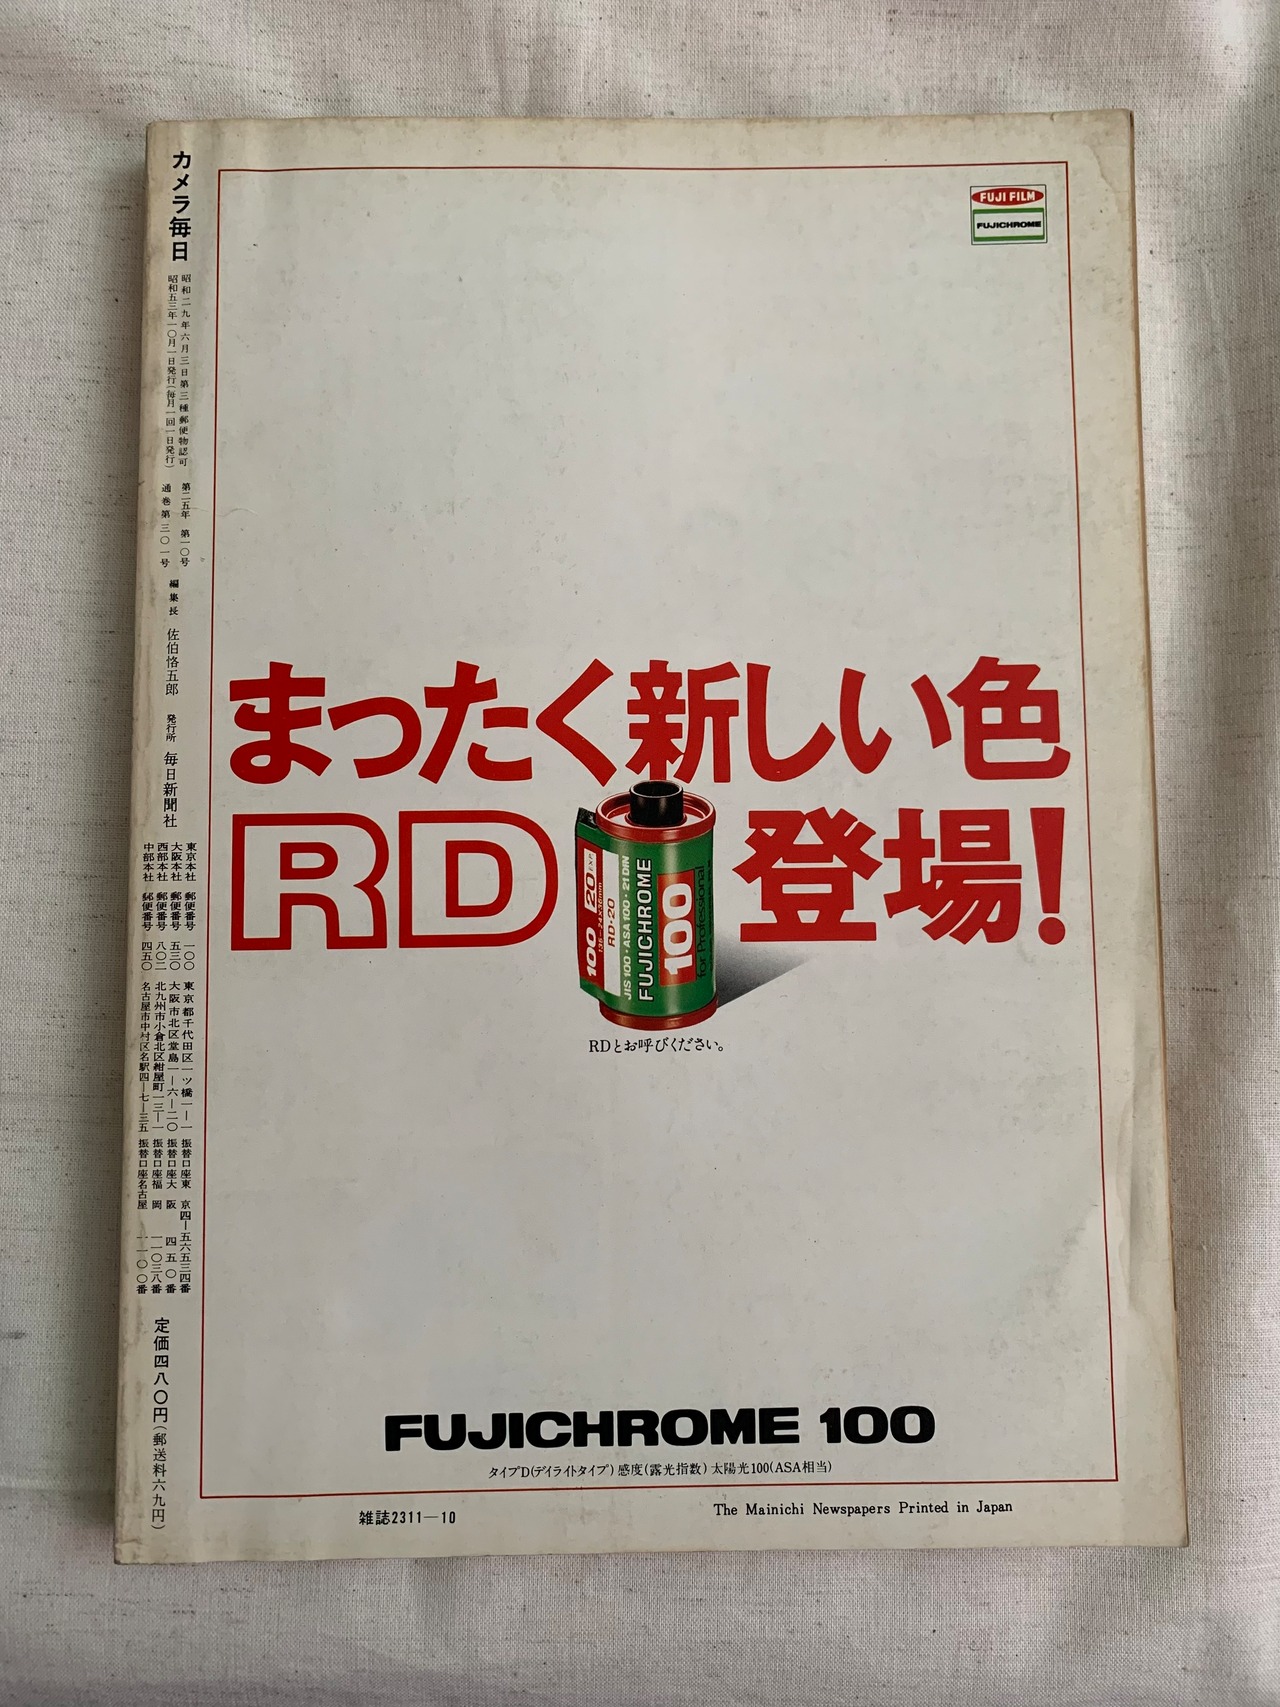 カメラ毎日
昭和二九年六月三日第三種郵便物認可
昭和五三年一〇月一日発行(毎月一回一日発行)
第二五年 第一〇号
通巻第三〇一号
編集長 佐伯恪五郎
発行所 毎日新聞社
東京本社 郵便番号 一〇〇 東京都千代田区一ツ橋一—一 振替口座東京四—五六五三四番
大阪本社 郵便番号 五三〇 大阪市北区堂島一—六—二〇 振替口座大阪 四五〇番
西部本社 郵便番号 八〇二 北九州市小倉北区紺屋町一三—一 振替口座福岡 一一〇三八番
中部本社 郵便番号 四五〇 名古屋市中村区名駅四—七—三五 振替口座名古屋 一一〇〇番
定価四八〇円(郵送料六九円)
FUJI FILM
FUJICHROME
まったく新しい色
RD登場!
100 20 EXP.
135-24×36mm
RD・20
JIS 100・ASA 100・21 DIN
FUJICHROME
100
for Professional
RDとお呼びください。
FUJICHROME 100
タイプD(デイライトタイプ) 感度(露光指数) 太陽光100(ASA相当)
雑誌2311—10
The Mainichi Newspapers Printed in Japan